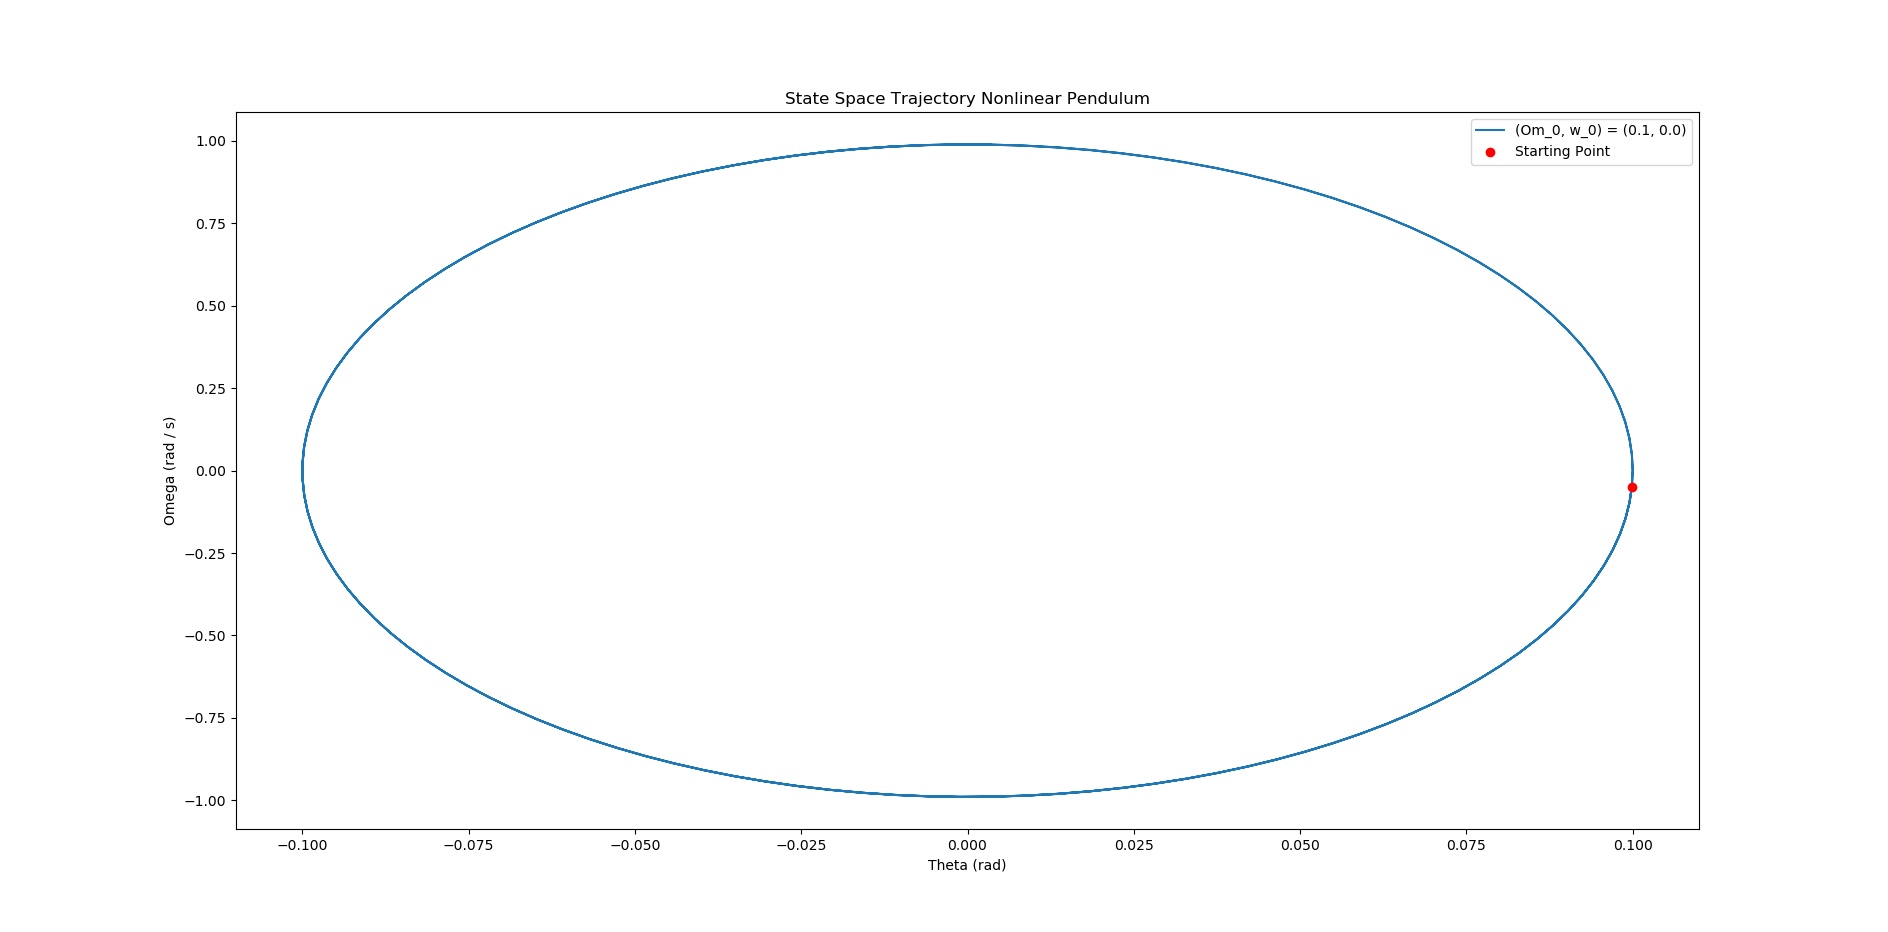 State Space Trajectory Nonlinear Pendulum
(Om_0, w_0) = (0.1, 0.0)
Starting Point
1.00
0.75
0.50
0.25
0.00
−0.25
−0.50
−0.75
−1.00
Omega (rad / s)
−0.100 −0.075 −0.050 −0.025 0.000 0.025 0.050 0.075 0.100
Theta (rad)